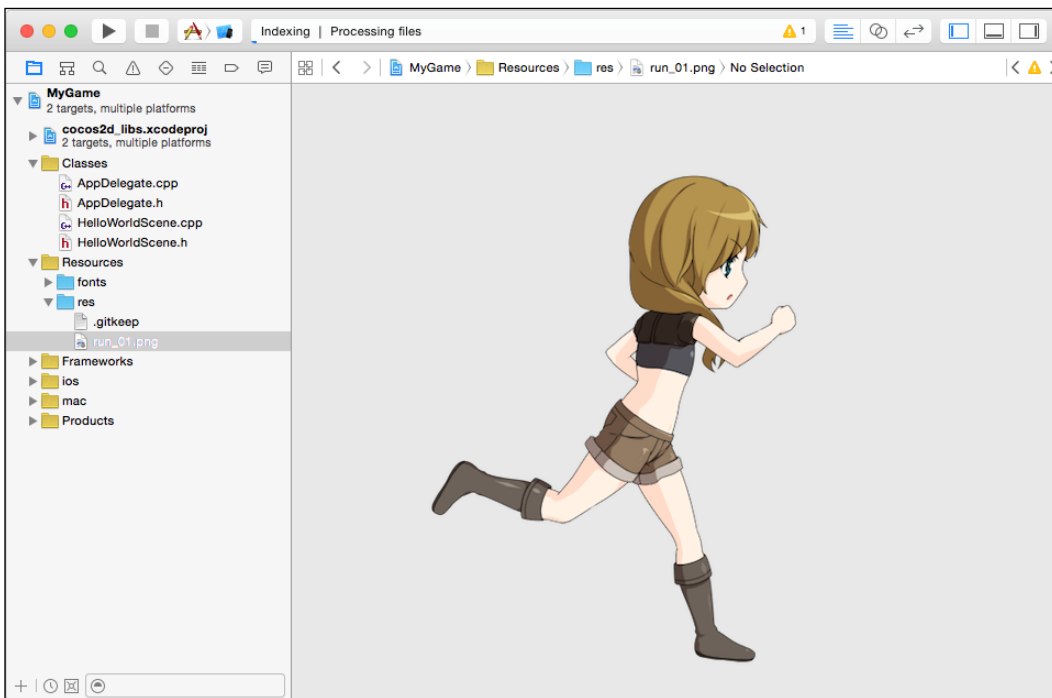 Indexing | Processing files
1
MyGame > Resources > res > run_01.png > No Selection
MyGame
2 targets, multiple platforms
cocos2d_libs.xcodeproj
2 targets, multiple platforms
Classes
AppDelegate.cpp
AppDelegate.h
HelloWorldScene.cpp
HelloWorldScene.h
Resources
fonts
res
.gitkeep
run_01.png
Frameworks
ios
mac
Products